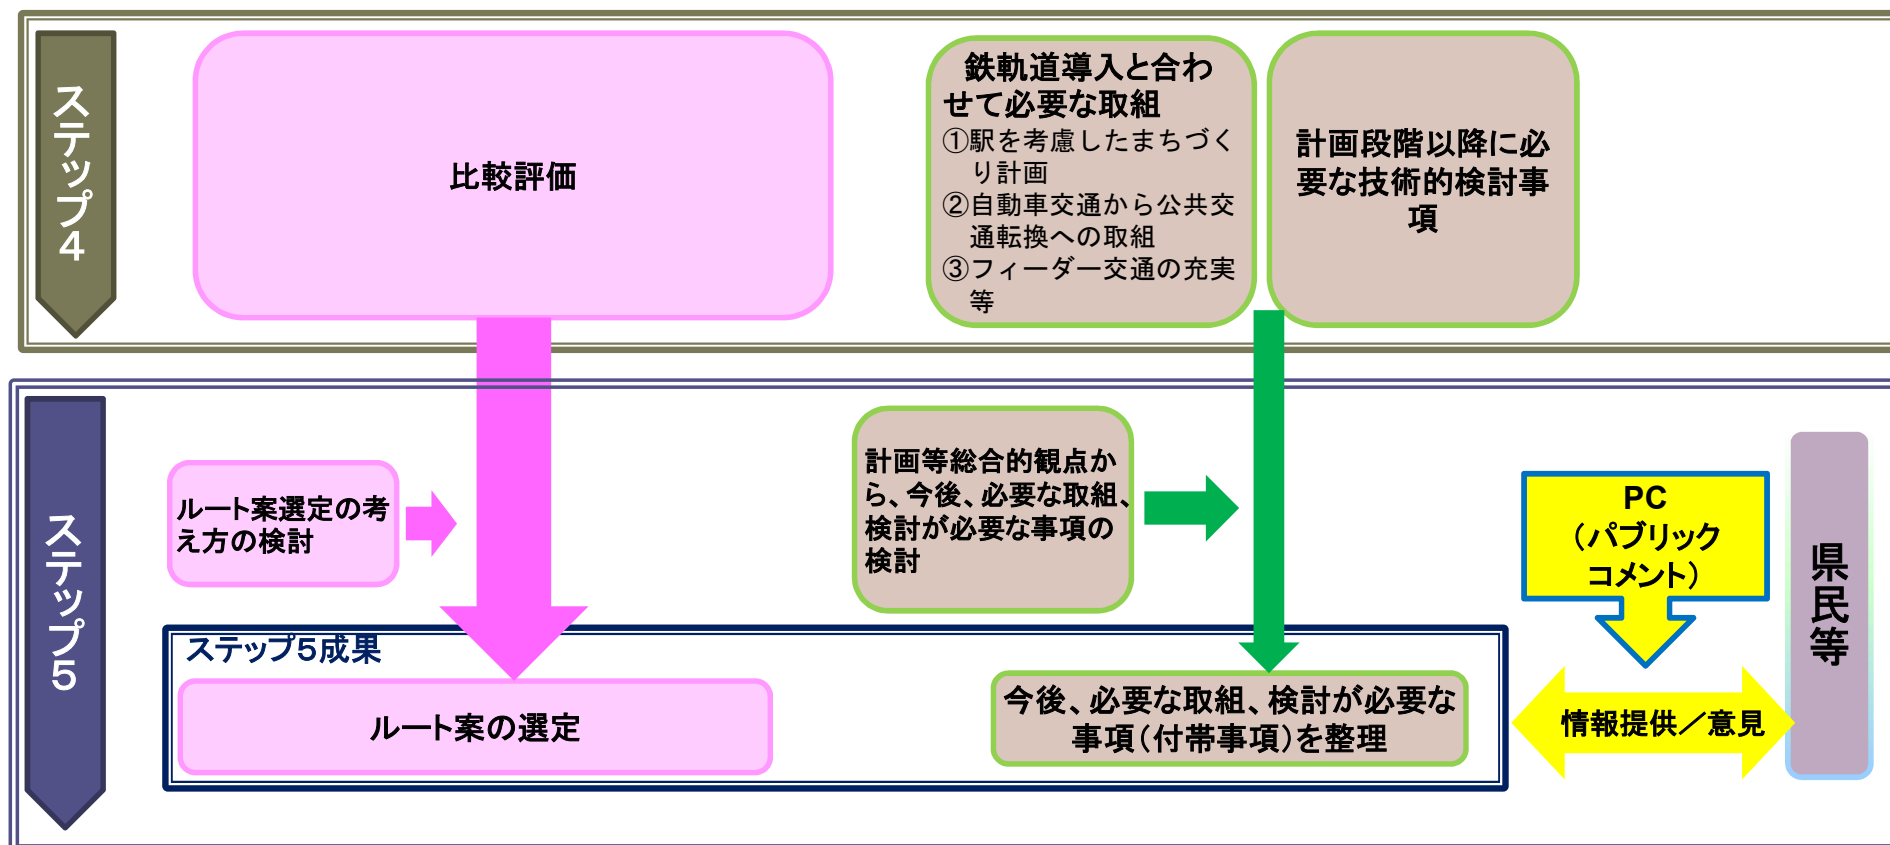 ステップ４
比較評価
鉄軌道導入と合わ
せて必要な取組
①駅を考慮したまちづく
り計画
②自動車交通から公共交
通転換への取組
③フィーダー交通の充実
等
計画段階以降に必
要な技術的検討事
項
ステップ５
ルート案選定の考
え方の検討
計画等総合的観点か
ら、今後、必要な取組、
検討が必要な事項の
検討
PC
（パブリック
コメント）
県民等
ステップ５成果
ルート案の選定
今後、必要な取組、検討が必要な
事項（付帯事項）を整理
情報提供／意見